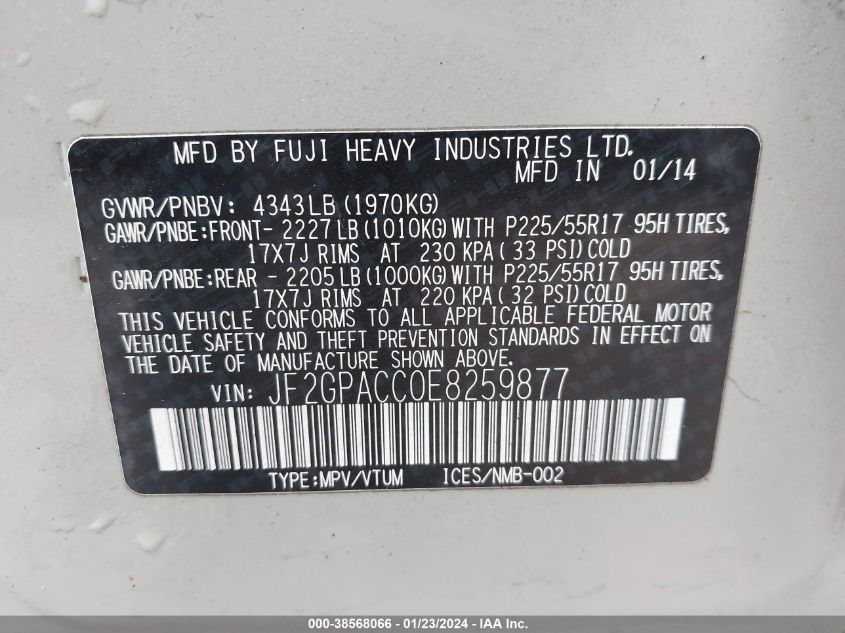 MFD BY FUJI HEAVY INDUSTRIES LTD.
MFD IN 01/14
GVWR/PNBV: 4343LB(1970KG)
GAWR/PNBE:FRONT- 2227LB(1010KG)WITH P225/55R17 95H TIRES,
17X7J RIMS AT 230 KPA(33 PSI)COLD
GAWR/PNBE:REAR - 2205LB(1000KG)WITH P225/55R17 95H TIRES,
17X7J RIMS AT 220 KPA(32 PSI)COLD
THIS VEHICLE CONFORMS TO ALL APPLICABLE FEDERAL MOTOR
VEHICLE SAFETY AND THEFT PREVENTION STANDARDS IN EFFECT ON
THE DATE OF MANUFACTURE SHOWN ABOVE.
VIN: JF2GPACC0E8259877
TYPE:MPV/VTUM ICES/NMB-002
000-38568066 - 01/23/2024 - IAA Inc.